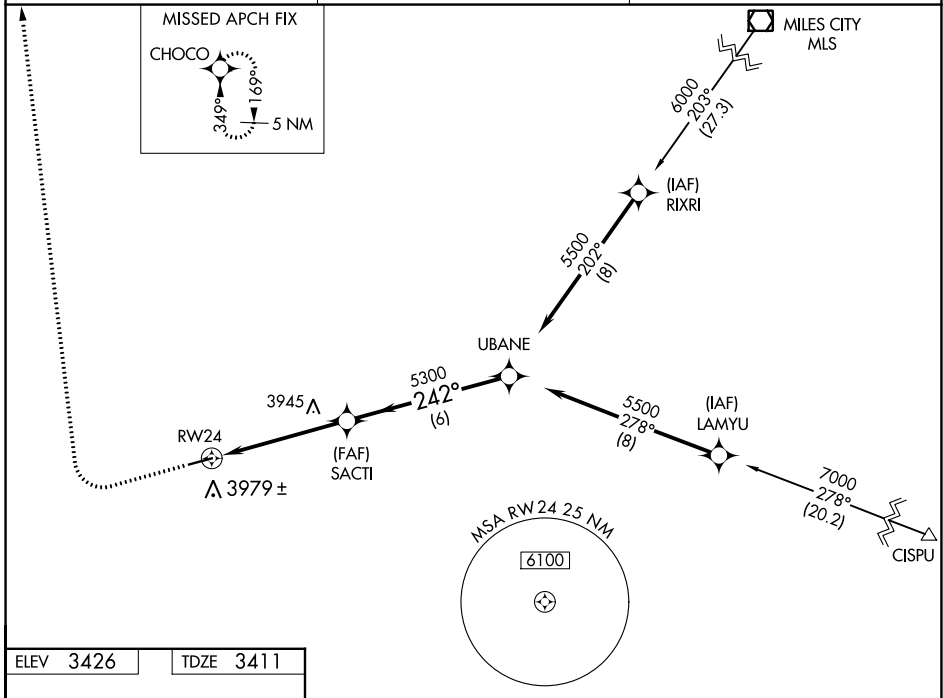 MISSED APCH FIX
CHOCO
349°
169°
5 NM
MILES CITY
MLS
6000
203°
(27.3)
(IAF)
RIXRI
5500
202°
(8)
UBANE
5300
242°
(6)
3945
(FAF)
SACTI
RW24
3979 ±
5500
278°
(8)
(IAF)
LAMYU
7000
278°
(20.2)
CISPU
MSA RW24 25 NM
6100
ELEV 3426
TDZE 3411